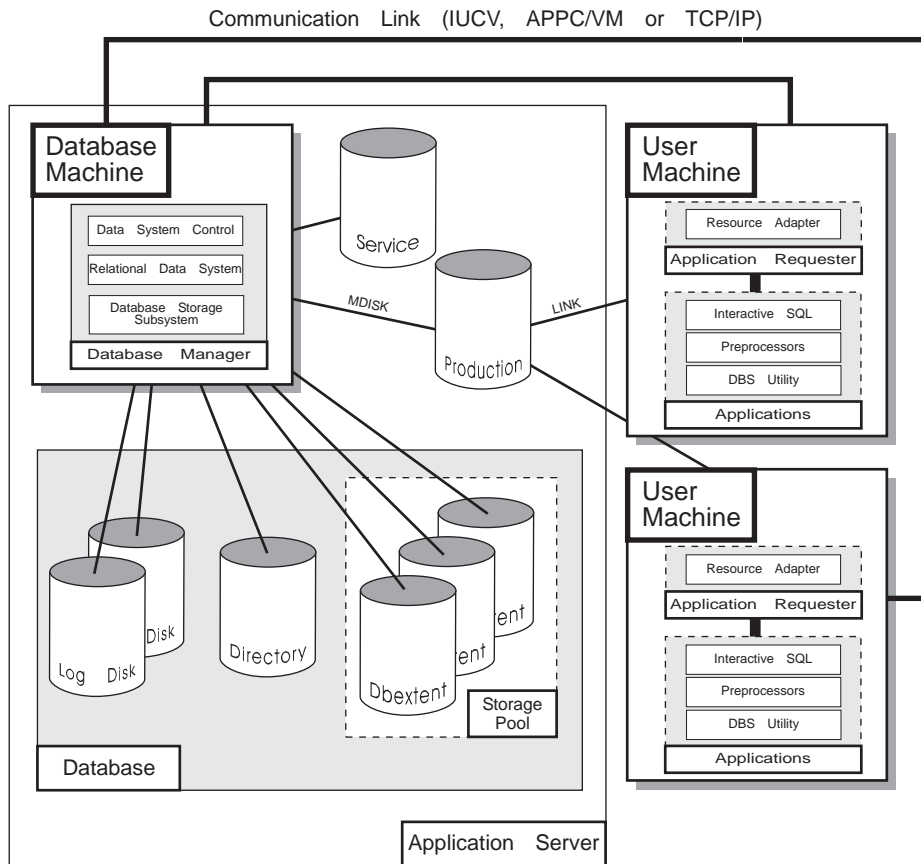 Communication Link (IUCV, APPC/VM or TCP/IP)
Database
Machine
Data System Control
Relational Data System
Database Storage
Subsystem
Database Manager
Service
MDISK
Production
LINK
User
Machine
Resource Adapter
Application Requester
Interactive SQL
Preprocessors
DBS Utility
Applications
User
Machine
Resource Adapter
Application Requester
Interactive SQL
Preprocessors
DBS Utility
Applications
Log Disk
Disk
Directory
Dbextent
rent
ent
Storage
Pool
Database
Application Server